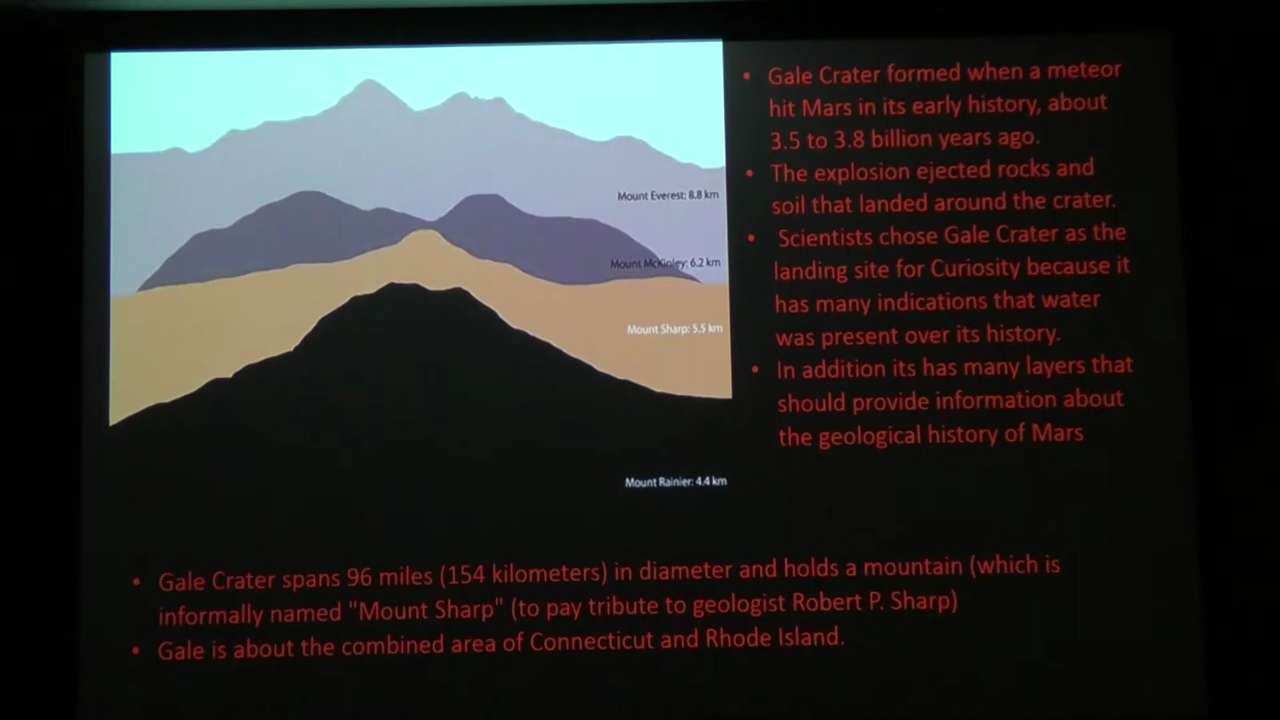 Mount Everest: 8.8 km
Mount McKinley: 6.2 km
Mount Sharp: 5.5 km
Mount Rainier: 4.4 km
• Gale Crater formed when a meteor
hit Mars in its early history, about
3.5 to 3.8 billion years ago.
• The explosion ejected rocks and
soil that landed around the crater.
• Scientists chose Gale Crater as the
landing site for Curiosity because it
has many indications that water
was present over its history.
• In addition its has many layers that
should provide information about
the geological history of Mars
• Gale Crater spans 96 miles (154 kilometers) in diameter and holds a mountain (which is
informally named "Mount Sharp" (to pay tribute to geologist Robert P. Sharp)
• Gale is about the combined area of Connecticut and Rhode Island.